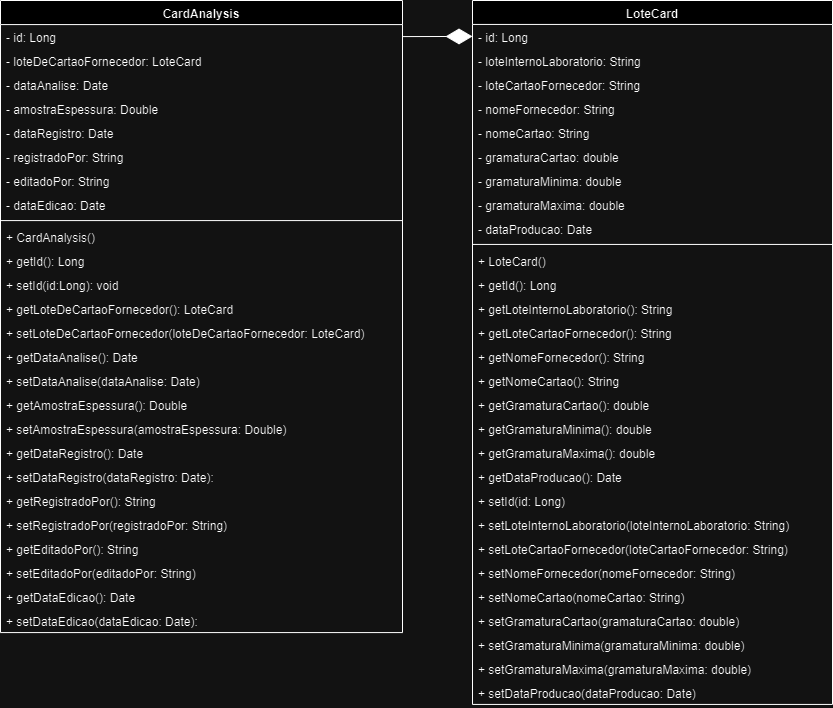 CardAnalysis
- id: Long
- loteDeCartaoFornecedor: LoteCard
- dataAnalise: Date
- amostraEspessura: Double
- dataRegistro: Date
- registradoPor: String
- editadoPor: String
- dataEdicao: Date
+ CardAnalysis()
+ getId(): Long
+ setId(id:Long): void
+ getLoteDeCartaoFornecedor(): LoteCard
+ setLoteDeCartaoFornecedor(loteDeCartaoFornecedor: LoteCard)
+ getDataAnalise(): Date
+ setDataAnalise(dataAnalise: Date)
+ getAmostraEspessura(): Double
+ setAmostraEspessura(amostraEspessura: Double)
+ getDataRegistro(): Date
+ setDataRegistro(dataRegistro: Date):
+ getRegistradoPor(): String
+ setRegistradoPor(registradoPor: String)
+ getEditadoPor(): String
+ setEditadoPor(editadoPor: String)
+ getDataEdicao(): Date
+ setDataEdicao(dataEdicao: Date):
LoteCard
- id: Long
- loteInternoLaboratorio: String
- loteCartaoFornecedor: String
- nomeFornecedor: String
- nomeCartao: String
- gramaturaCartao: double
- gramaturaMinima: double
- gramaturaMaxima: double
- dataProducao: Date
+ LoteCard()
+ getId(): Long
+ getLoteInternoLaboratorio(): String
+ getLoteCartaoFornecedor(): String
+ getNomeFornecedor(): String
+ getNomeCartao(): String
+ getGramaturaCartao(): double
+ getGramaturaMinima(): double
+ getGramaturaMaxima(): double
+ getDataProducao(): Date
+ setId(id: Long)
+ setLoteInternoLaboratorio(loteInternoLaboratorio: String)
+ setLoteCartaoFornecedor(loteCartaoFornecedor: String)
+ setNomeFornecedor(nomeFornecedor: String)
+ setNomeCartao(nomeCartao: String)
+ setGramaturaCartao(gramaturaCartao: double)
+ setGramaturaMinima(gramaturaMinima: double)
+ setGramaturaMaxima(gramaturaMaxima: double)
+ setDataProducao(dataProducao: Date)